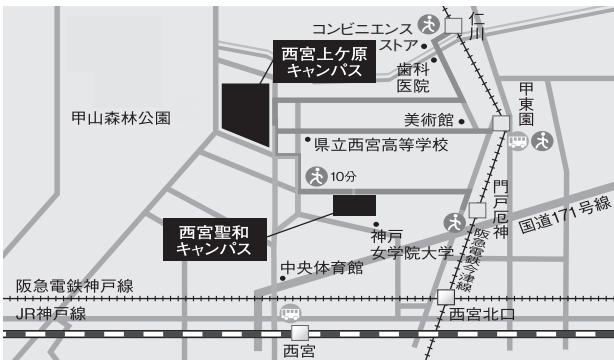 コンビニエンス
ストア
仁川
西宮上ケ原
キャンパス
歯科
医院
甲東園
甲山森林公園
美術館
県立西宮高等学校
10分
門戸厄神
西宮聖和
キャンパス
神戸
女学院大学
国道171号線
阪急電鉄今津線
中央体育館
阪急電鉄神戸線
JR神戸線
西宮北口
西宮